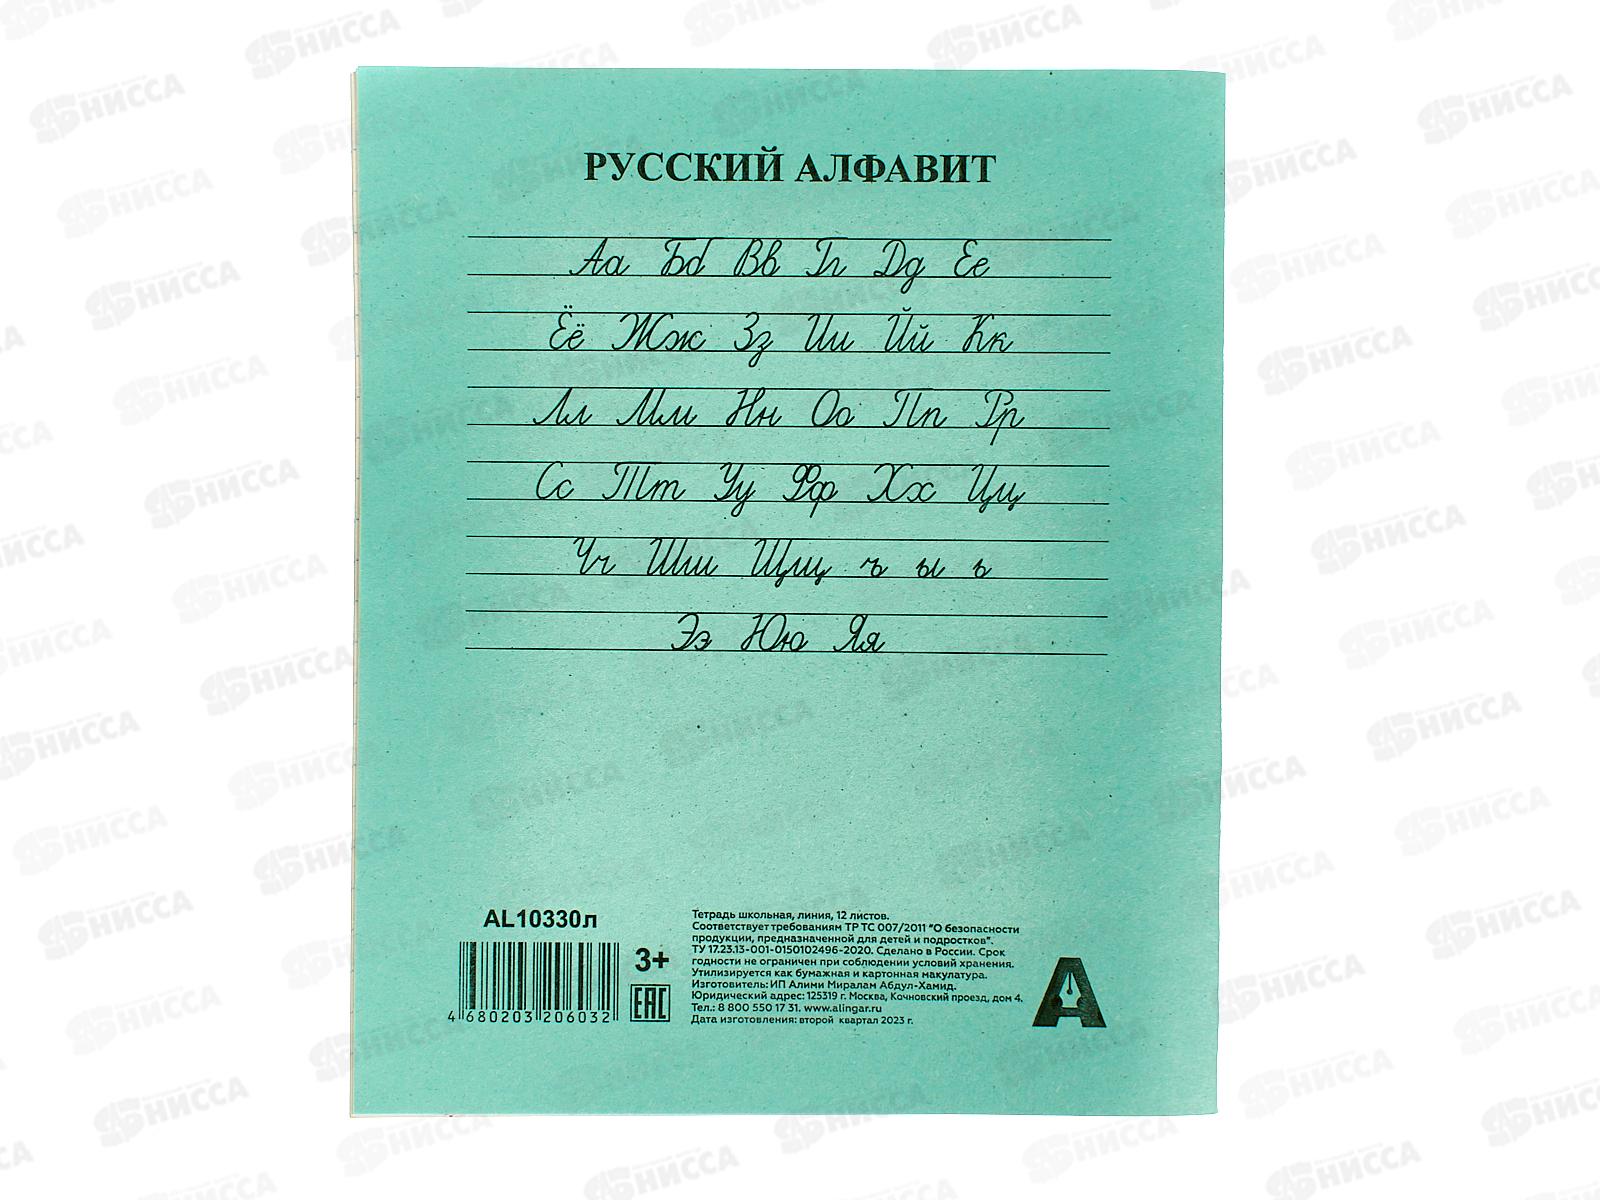 РУССКИЙ АЛФАВИТ
Аа Бб Вв Гг Дд Ее
Ёё Жж Зз Ии Йй Кк
Лл Мм Нн Оо Пп Рр
Сс Тт Уу Фф Хх Цц
Чч Шш Щщ ъ ы ь
Ээ Юю Яя
AL10330л
4 680203 206032
3+
EAC
Тетрадь школьная, линия, 12 листов.
Соответствует требованиям ТР ТС 007/2011 "О безопасности
продукции, предназначенной для детей и подростков".
ТУ 17.23.13-001-0150102496-2020. Сделано в России. Срок
годности не ограничен при соблюдении условий хранения.
Утилизируется как бумажная и картонная макулатура.
Изготовитель: ИП Алими Миралам Абдул-Хамид.
Юридический адрес: 125319 г. Москва, Кочновский проезд, дом 4.
Тел.: 8 800 550 17 31. www.alingar.ru
Дата изготовления: второй квартал 2023 г.
А
НИССА